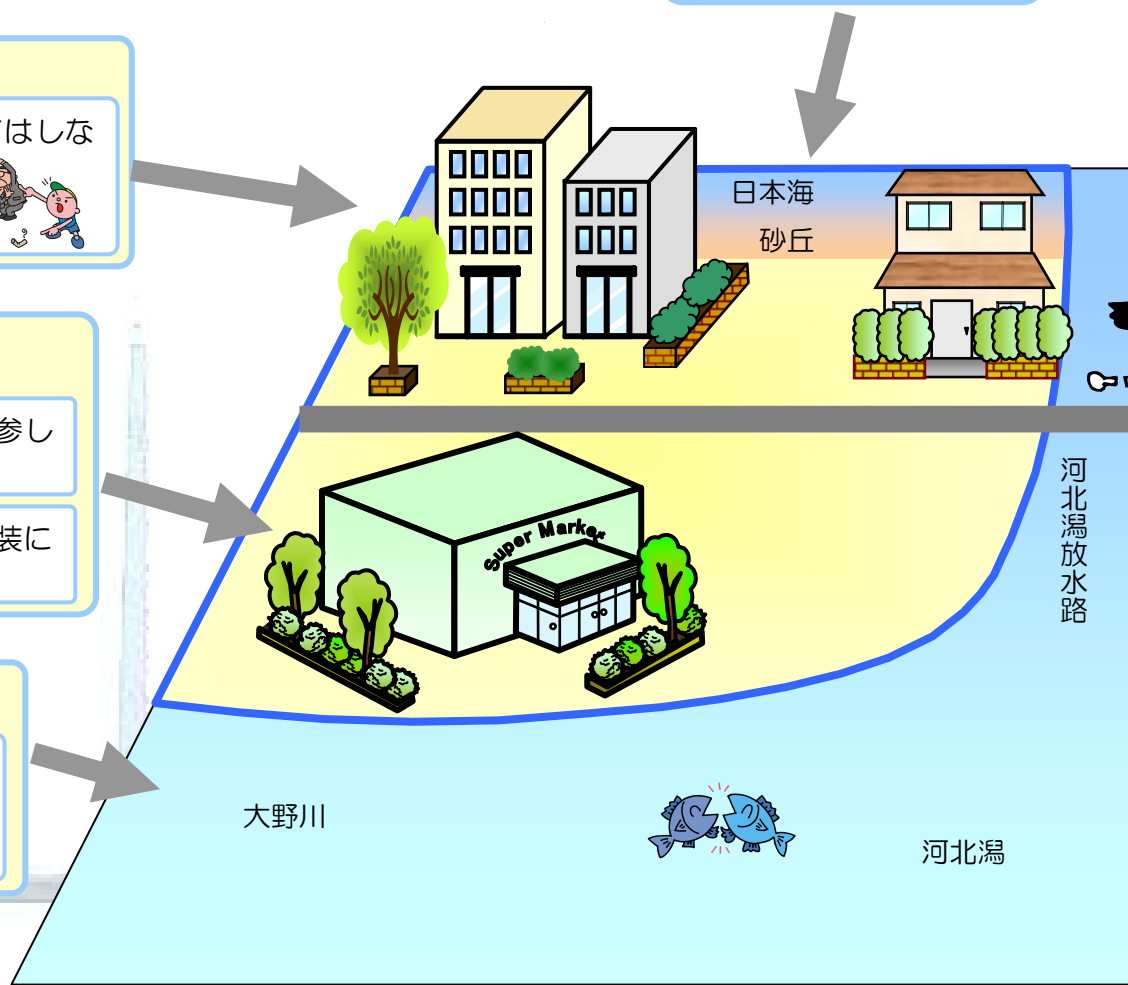 はしな
日本海
砂丘
参し
装に
Super Market
河北潟放水路
大野川
河北潟